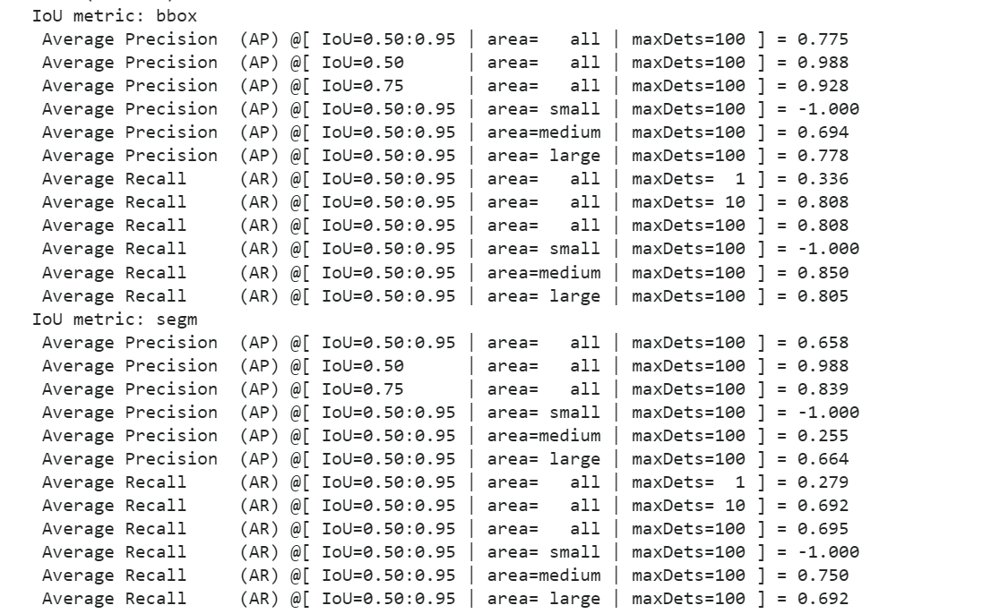 IoU metric: bbox
 Average Precision  (AP) @[ IoU=0.50:0.95 | area=   all | maxDets=100 ] = 0.775
 Average Precision  (AP) @[ IoU=0.50      | area=   all | maxDets=100 ] = 0.988
 Average Precision  (AP) @[ IoU=0.75      | area=   all | maxDets=100 ] = 0.928
 Average Precision  (AP) @[ IoU=0.50:0.95 | area= small | maxDets=100 ] = -1.000
 Average Precision  (AP) @[ IoU=0.50:0.95 | area=medium | maxDets=100 ] = 0.694
 Average Precision  (AP) @[ IoU=0.50:0.95 | area= large | maxDets=100 ] = 0.778
 Average Recall     (AR) @[ IoU=0.50:0.95 | area=   all | maxDets=  1 ] = 0.336
 Average Recall     (AR) @[ IoU=0.50:0.95 | area=   all | maxDets= 10 ] = 0.808
 Average Recall     (AR) @[ IoU=0.50:0.95 | area=   all | maxDets=100 ] = 0.808
 Average Recall     (AR) @[ IoU=0.50:0.95 | area= small | maxDets=100 ] = -1.000
 Average Recall     (AR) @[ IoU=0.50:0.95 | area=medium | maxDets=100 ] = 0.850
 Average Recall     (AR) @[ IoU=0.50:0.95 | area= large | maxDets=100 ] = 0.805
IoU metric: segm
 Average Precision  (AP) @[ IoU=0.50:0.95 | area=   all | maxDets=100 ] = 0.658
 Average Precision  (AP) @[ IoU=0.50      | area=   all | maxDets=100 ] = 0.988
 Average Precision  (AP) @[ IoU=0.75      | area=   all | maxDets=100 ] = 0.839
 Average Precision  (AP) @[ IoU=0.50:0.95 | area= small | maxDets=100 ] = -1.000
 Average Precision  (AP) @[ IoU=0.50:0.95 | area=medium | maxDets=100 ] = 0.255
 Average Precision  (AP) @[ IoU=0.50:0.95 | area= large | maxDets=100 ] = 0.664
 Average Recall     (AR) @[ IoU=0.50:0.95 | area=   all | maxDets=  1 ] = 0.279
 Average Recall     (AR) @[ IoU=0.50:0.95 | area=   all | maxDets= 10 ] = 0.692
 Average Recall     (AR) @[ IoU=0.50:0.95 | area=   all | maxDets=100 ] = 0.695
 Average Recall     (AR) @[ IoU=0.50:0.95 | area= small | maxDets=100 ] = -1.000
 Average Recall     (AR) @[ IoU=0.50:0.95 | area=medium | maxDets=100 ] = 0.750
 Average Recall     (AR) @[ IoU=0.50:0.95 | area= large | maxDets=100 ] = 0.692